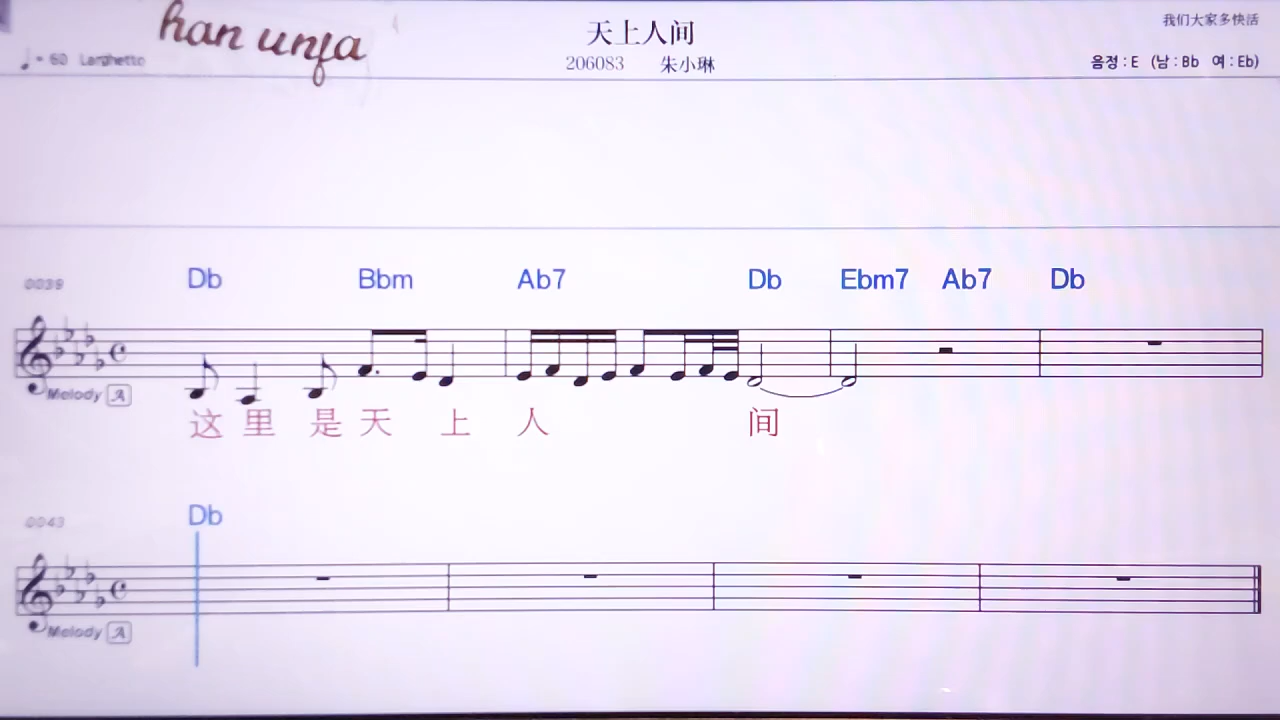 han unja
天上人间
我们大家多快活
♩= 60 Larghetto
206083 朱小琳
음정 : E (남 : Bb 여 : Eb)
0039 Db Bbm Ab7 Db Ebm7 Ab7 Db
Melody A
这里是天上人间
0043 Db
Melody A